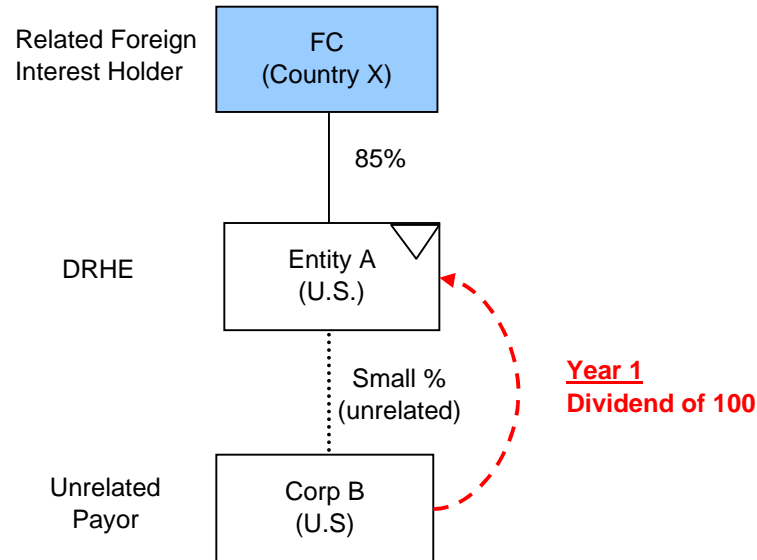 Related Foreign
Interest Holder
FC
(Country X)
85%
DRHE
Entity A
(U.S.)
Small %
(unrelated)
Year 1
Dividend of 100
Unrelated
Payor
Corp B
(U.S)